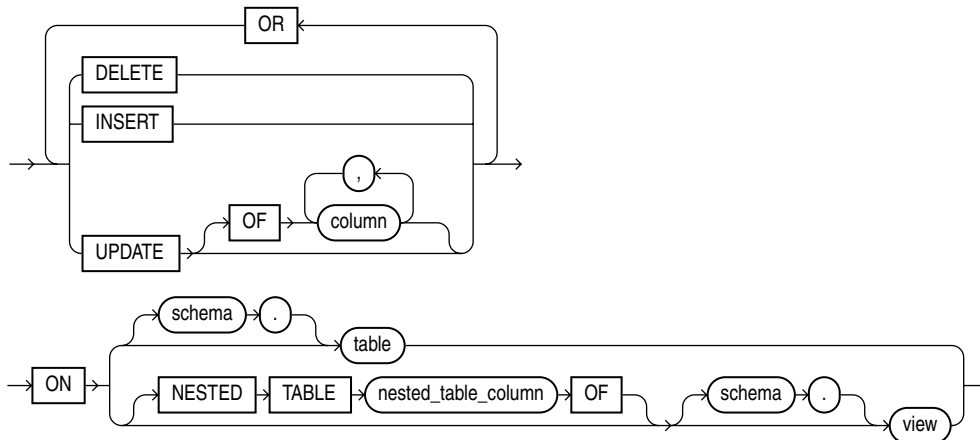 OR
DELETE
INSERT
,
OF column
UPDATE
schema .
table
ON
NESTED TABLE nested_table_column OF schema .
view